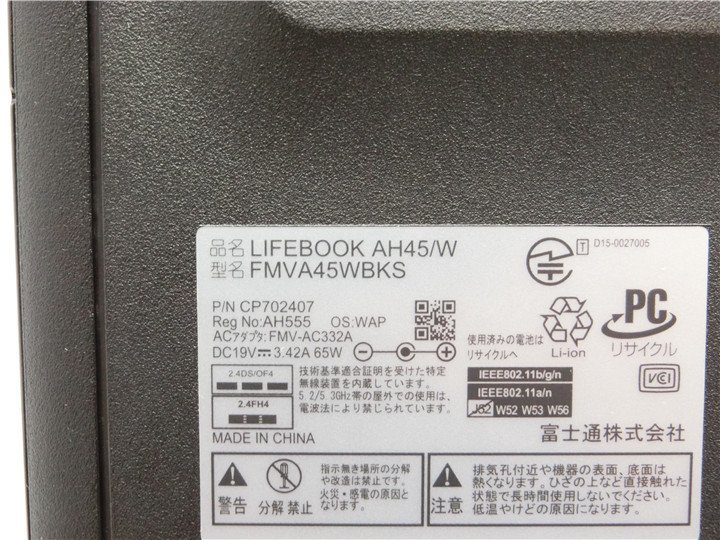 品名 LIFEBOOK AH45/W
型名 FMVA45WBKS
T D15-0027005
P/N CP702407
Reg No:AH555 OS:WAP
ACアダプタ: FMV-AC332A
DC19V 3.42A 65W
使用済みの電池は
リサイクルへ
Li-ion
PC
リサイクル
2.4DS/OF4
2.4FH4
技術基準適合証明を受けた特定
無線装置を内蔵しています。
5.2/5.3GHz帯の屋外での使用は、
電波法により禁じられています。
IEEE802.11b/g/n
IEEE802.11a/n
J52 W52 W53 W56
VCCI
MADE IN CHINA
富士通株式会社
警告
分解禁止
指示無き場所の分解
や改造は禁止です。
火災・感電の原因と
なります。
注意
排気孔付近や機器の表面、底面は
熱くなります。ひざの上など直接触れた
状態で長時間使用しないでください。
低温やけどの原因になります。